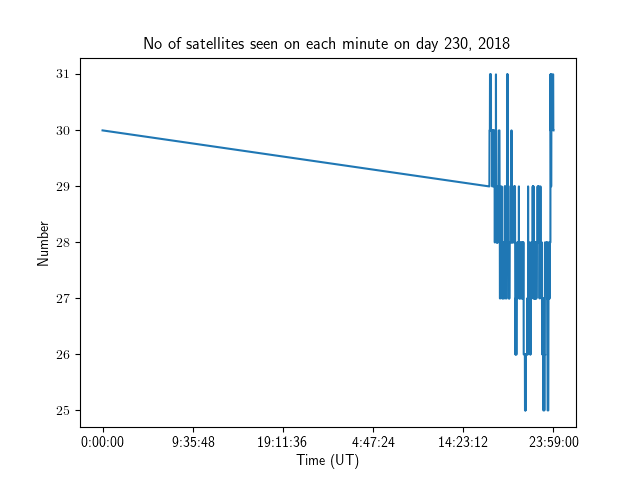 No of satellites seen on each minute on day 230, 2018
31
30
29
28
27
26
25
Number
0:00:00 9:35:48 19:11:36 4:47:24 14:23:12 23:59:00
Time (UT)